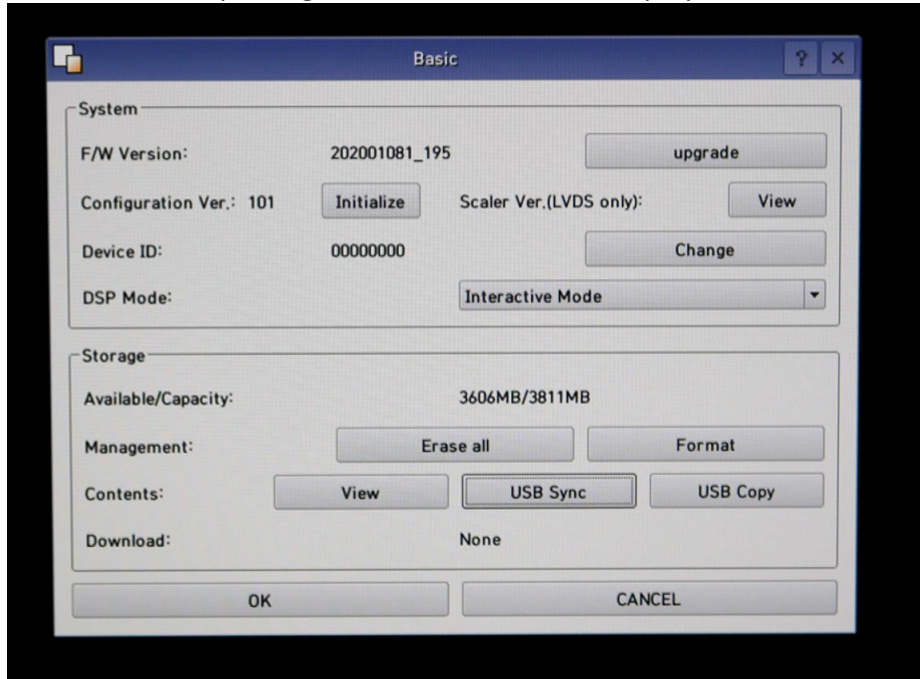 Basic
System
F/W Version: 202001081_195 upgrade
Configuration Ver.: 101 Initialize Scaler Ver.(LVDS only): View
Device ID: 00000000 Change
DSP Mode: Interactive Mode
Storage
Available/Capacity: 3606MB/3811MB
Management: Erase all Format
Contents: View USB Sync USB Copy
Download: None
OK CANCEL